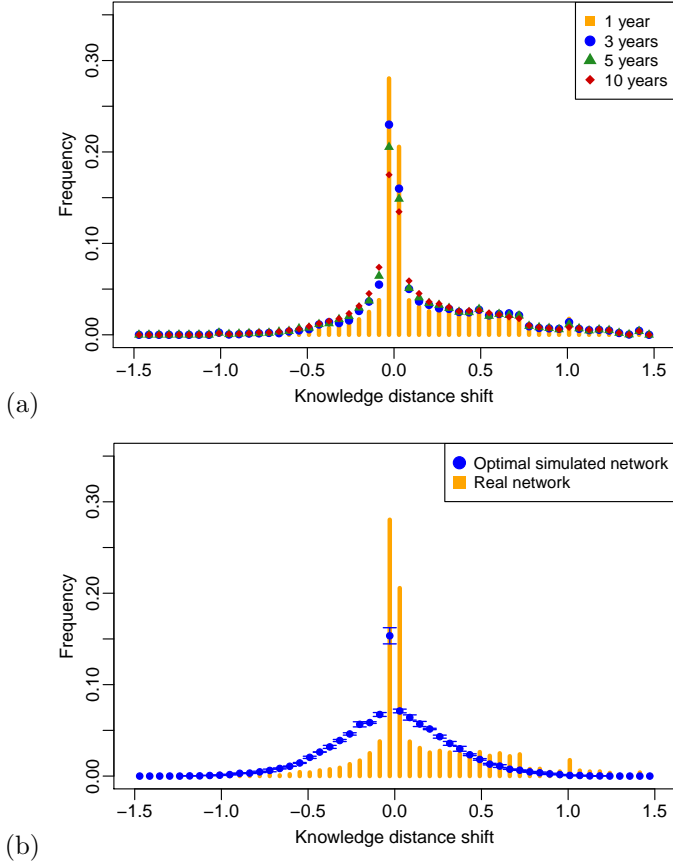 1 year
3 years
5 years
10 years
Frequency
0.30
0.20
0.10
0.00
−1.5 −1.0 −0.5 0.0 0.5 1.0 1.5
Knowledge distance shift
(a)
Optimal simulated network
Real network
Frequency
0.30
0.20
0.10
0.00
−1.5 −1.0 −0.5 0.0 0.5 1.0 1.5
Knowledge distance shift
(b)